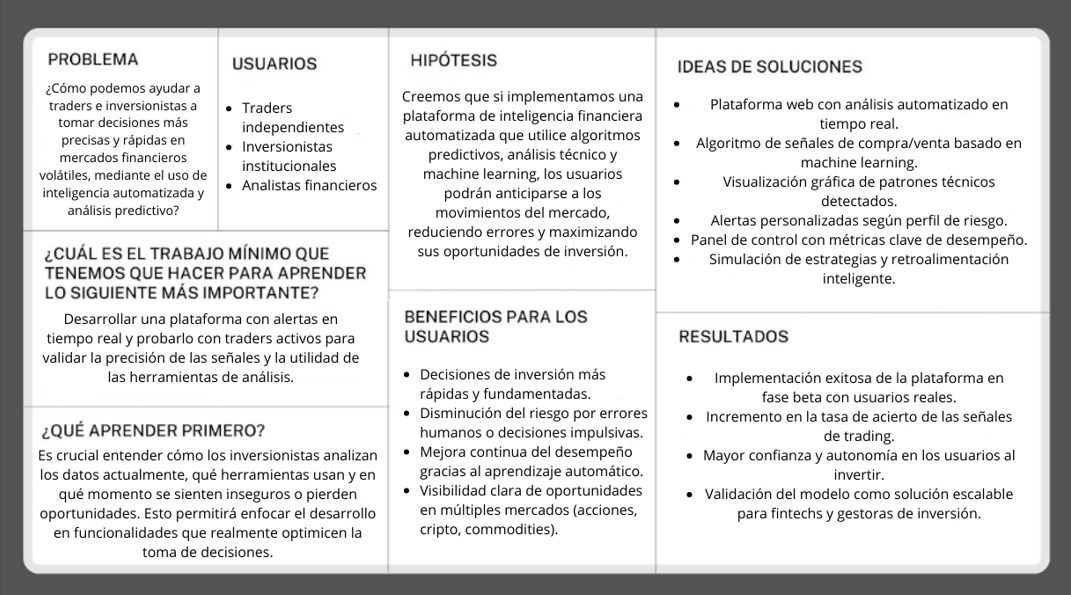 PROBLEMA
¿Cómo podemos ayudar a
traders e inversionistas a
tomar decisiones más
precisas y rápidas en
mercados financieros
volátiles, mediante el uso de
inteligencia automatizada y
análisis predictivo?
USUARIOS
• Traders
independientes
• Inversionistas
institucionales
• Analistas financieros
¿CUÁL ES EL TRABAJO MÍNIMO QUE
TENEMOS QUE HACER PARA APRENDER
LO SIGUIENTE MÁS IMPORTANTE?
Desarrollar una plataforma con alertas en
tiempo real y probarlo con traders activos para
validar la precisión de las señales y la utilidad de
las herramientas de análisis.
¿QUÉ APRENDER PRIMERO?
Es crucial entender cómo los inversionistas analizan
los datos actualmente, qué herramientas usan y en
qué momento se sienten inseguros o pierden
oportunidades. Esto permitirá enfocar el desarrollo
en funcionalidades que realmente optimicen la
toma de decisiones.
HIPÓTESIS
Creemos que si implementamos una
plataforma de inteligencia financiera
automatizada que utilice algoritmos
predictivos, análisis técnico y
machine learning, los usuarios
podrán anticiparse a los
movimientos del mercado,
reduciendo errores y maximizando
sus oportunidades de inversión.
BENEFICIOS PARA LOS
USUARIOS
• Decisiones de inversión más
rápidas y fundamentadas.
• Disminución del riesgo por errores
humanos o decisiones impulsivas.
• Mejora continua del desempeño
gracias al aprendizaje automático.
• Visibilidad clara de oportunidades
en múltiples mercados (acciones,
cripto, commodities).
IDEAS DE SOLUCIONES
• Plataforma web con análisis automatizado en
tiempo real.
• Algoritmo de señales de compra/venta basado en
machine learning.
• Visualización gráfica de patrones técnicos
detectados.
• Alertas personalizadas según perfil de riesgo.
• Panel de control con métricas clave de desempeño.
• Simulación de estrategias y retroalimentación
inteligente.
RESULTADOS
• Implementación exitosa de la plataforma en
fase beta con usuarios reales.
• Incremento en la tasa de acierto de las señales
de trading.
• Mayor confianza y autonomía en los usuarios al
invertir.
• Validación del modelo como solución escalable
para fintechs y gestoras de inversión.